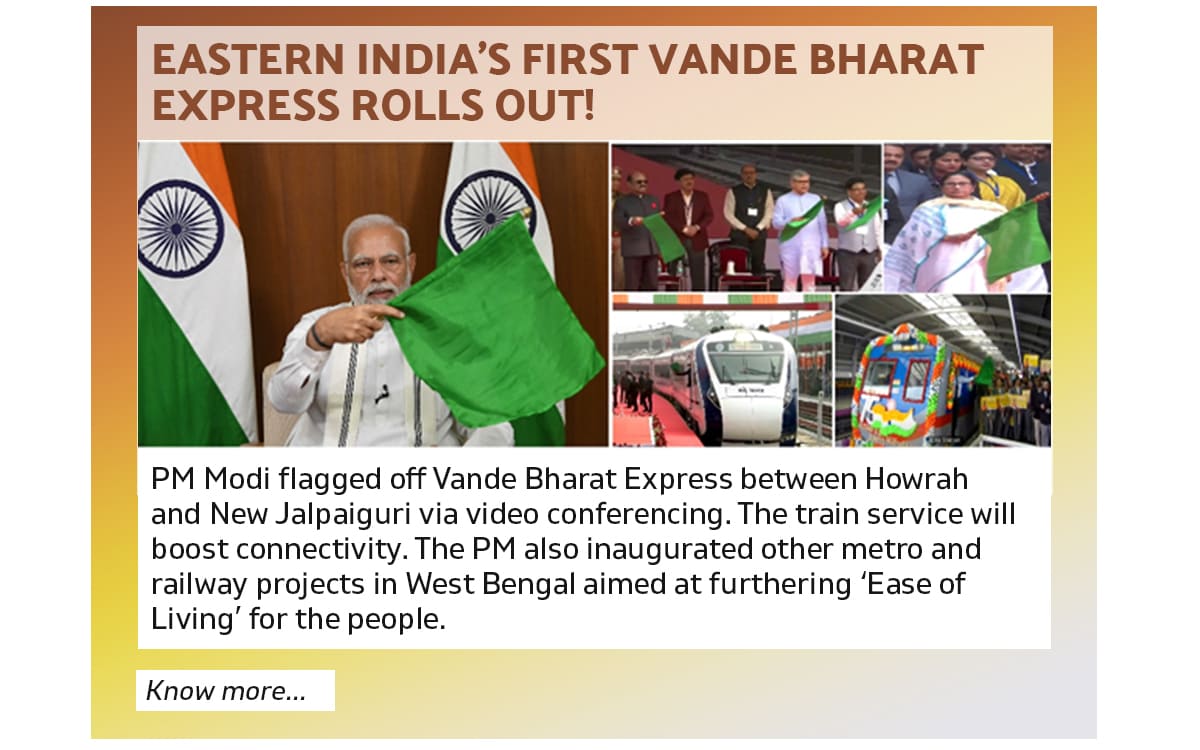 EASTERN INDIA’S FIRST VANDE BHARAT
EXPRESS ROLLS OUT!
PM Modi flagged off Vande Bharat Express between Howrah
and New Jalpaiguri via video conferencing. The train service will
boost connectivity. The PM also inaugurated other metro and
railway projects in West Bengal aimed at furthering ‘Ease of
Living’ for the people.
Know more...